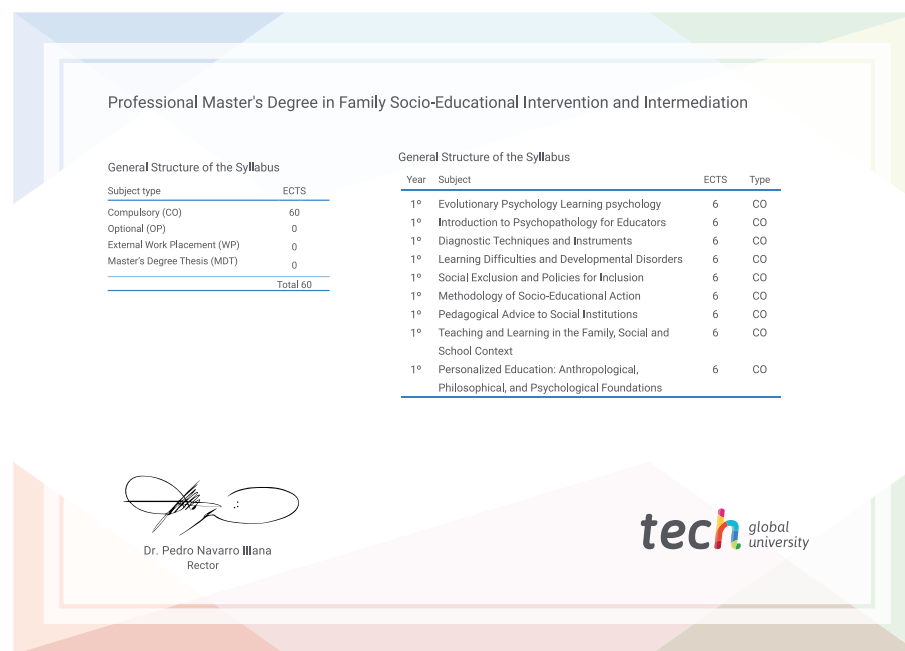 Professional Master's Degree in Family Socio-Educational Intervention and Intermediation
General Structure of the Syllabus
Subject type ECTS
Compulsory (CO) 60
Optional (OP) 0
External Work Placement (WP) 0
Master's Degree Thesis (MDT) 0
Total 60
General Structure of the Syllabus
Year Subject ECTS Type
1º Evolutionary Psychology Learning psychology 6 CO
1º Introduction to Psychopathology for Educators 6 CO
1º Diagnostic Techniques and Instruments 6 CO
1º Learning Difficulties and Developmental Disorders 6 CO
1º Social Exclusion and Policies for Inclusion 6 CO
1º Methodology of Socio-Educational Action 6 CO
1º Pedagogical Advice to Social Institutions 6 CO
1º Teaching and Learning in the Family, Social and 6 CO
School Context
1º Personalized Education: Anthropological, 6 CO
Philosophical, and Psychological Foundations
Dr. Pedro Navarro Illana
Rector
tech global
university